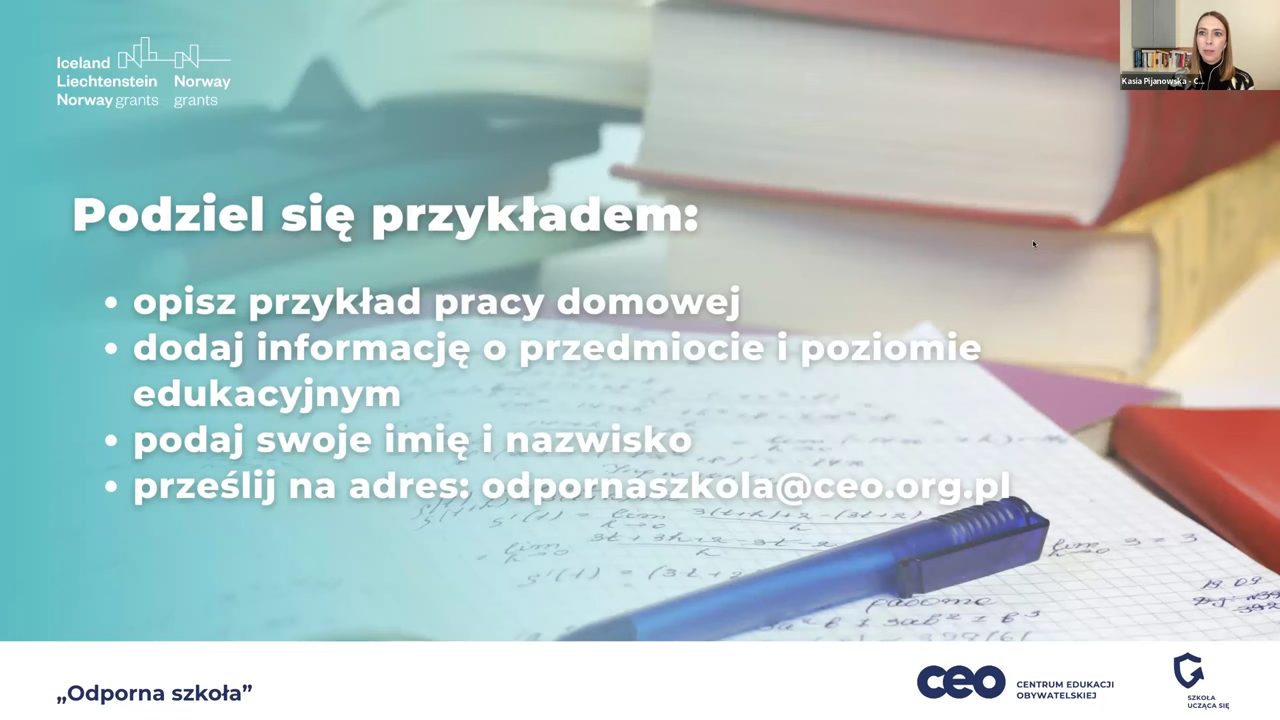 Iceland
Liechtenstein
Norway grants
Norway
grants
Kasia Pijanowska - C...
Podziel się przykładem:
• opisz przykład pracy domowej
• dodaj informację o przedmiocie i poziomie
edukacyjnym
• podaj swoje imię i nazwisko
• prześlij na adres: odpornaszkola@ceo.org.pl
„Odporna szkoła”
ceo
CENTRUM EDUKACJI
OBYWATELSKIEJ
SZKOŁA
UCZĄCA SIĘ